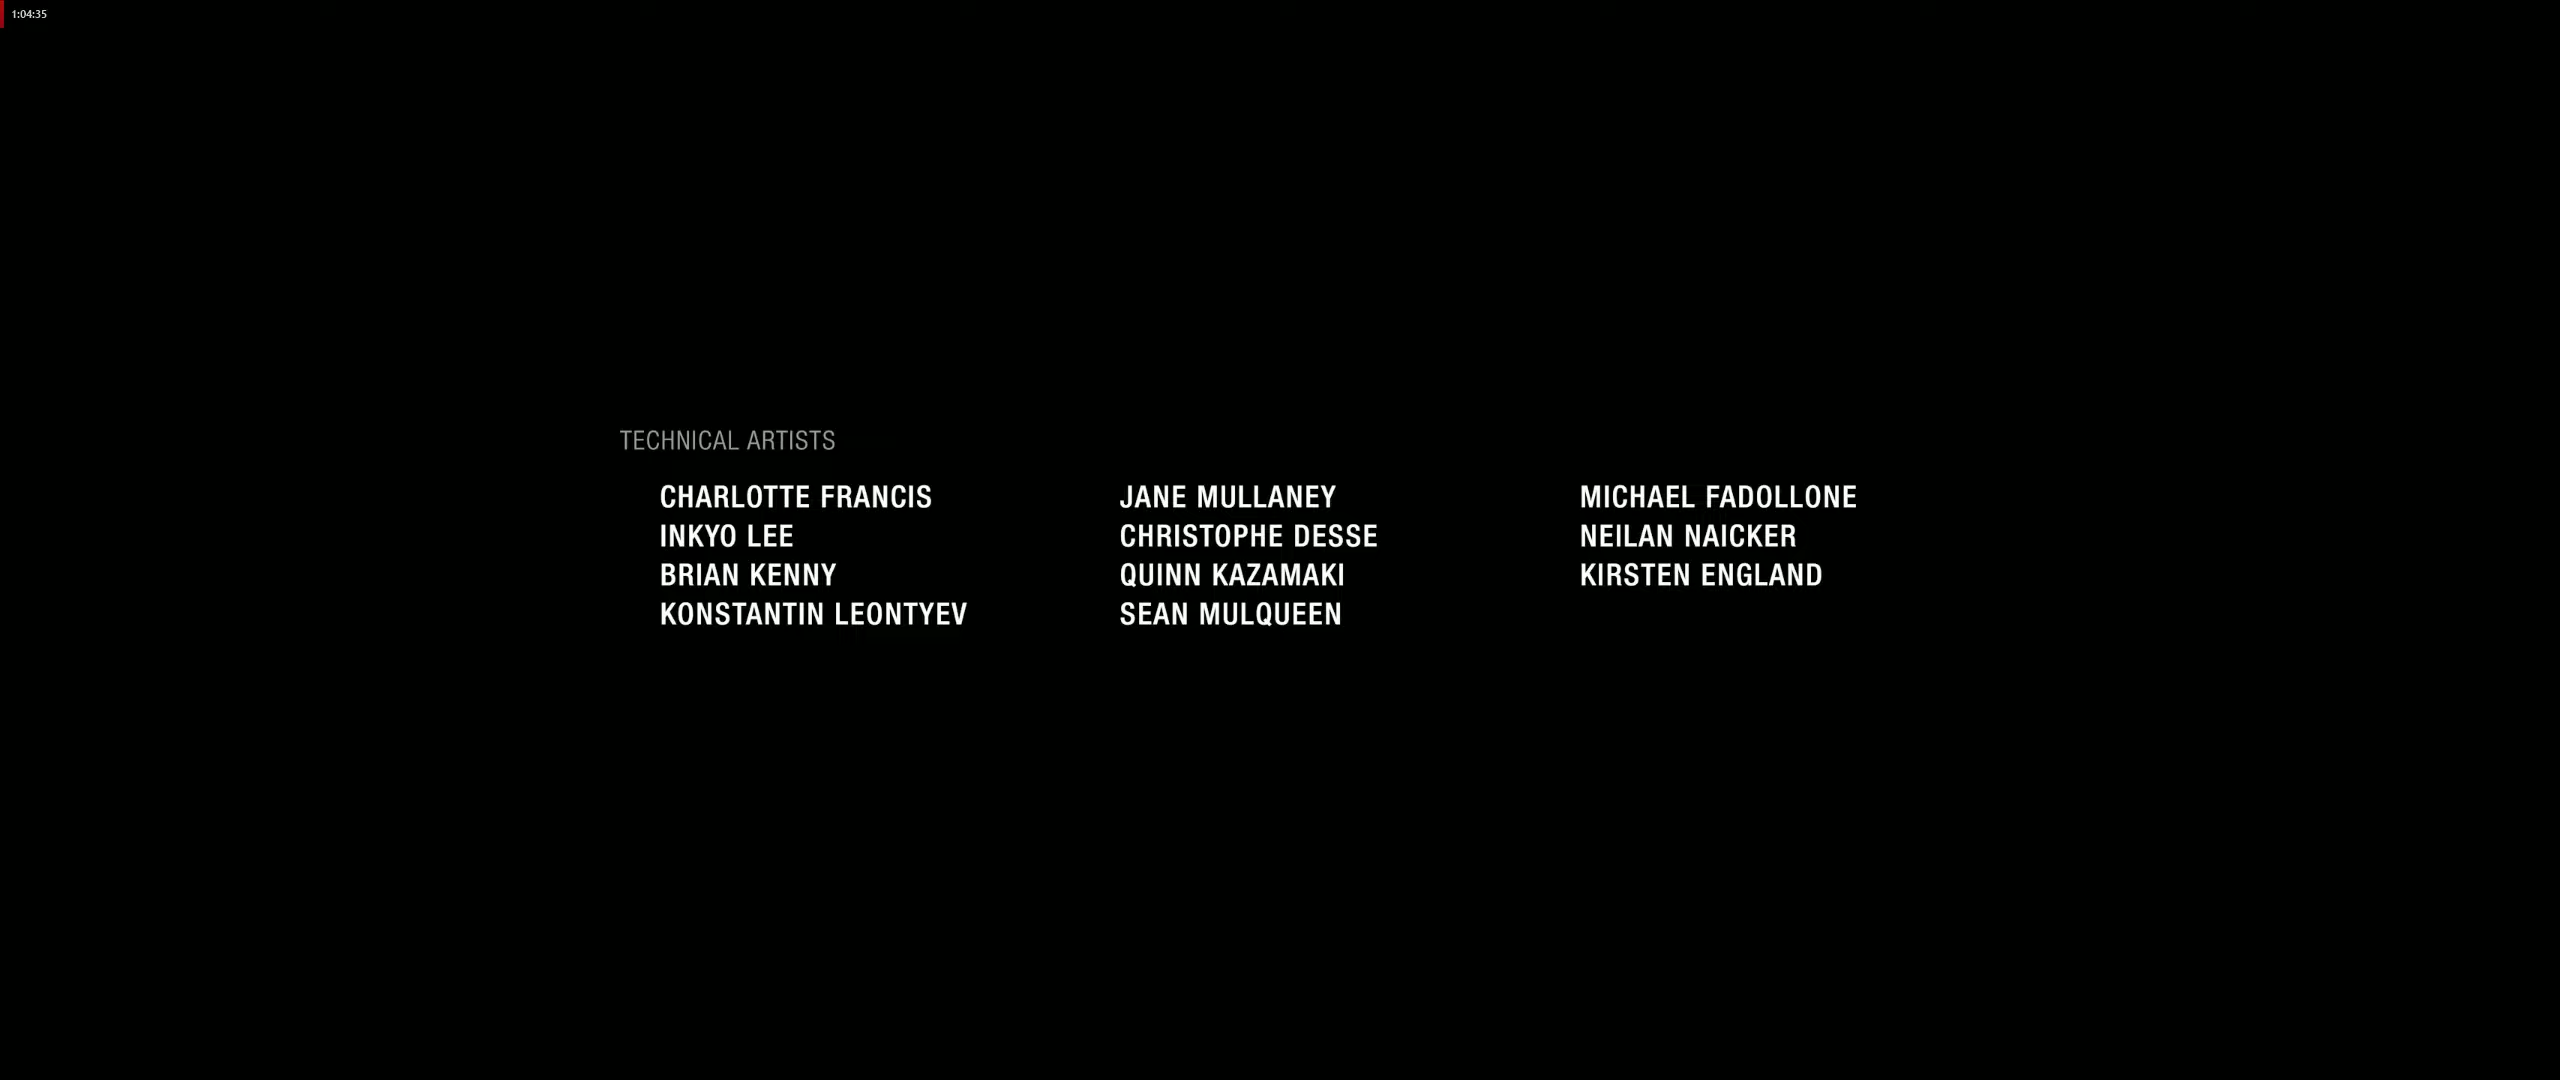 1:04:35
TECHNICAL ARTISTS
CHARLOTTE FRANCIS
INKYO LEE
BRIAN KENNY
KONSTANTIN LEONTYEV
JANE MULLANEY
CHRISTOPHE DESSE
QUINN KAZAMAKI
SEAN MULQUEEN
MICHAEL FADOLLONE
NEILAN NAICKER
KIRSTEN ENGLAND